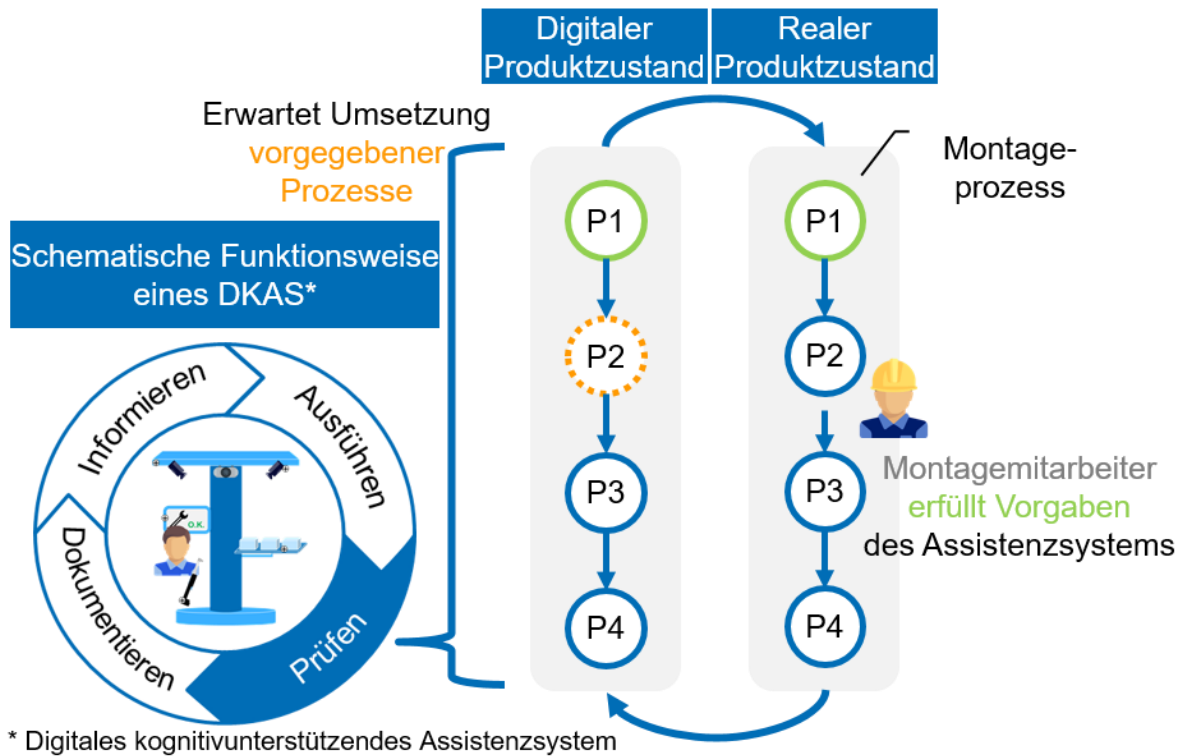 Digitaler
Produktzustand
Realer
Produktzustand
Erwartet Umsetzung
vorgegebener
Prozesse
Montage-
prozess
Schematische Funktionsweise
eines DKAS*
P1
P2
P3
P4
P1
P2
P3
P4
Montagemitarbeiter
erfüllt Vorgaben
des Assistenzsystems
Informieren
Ausführen
Prüfen
Dokumentieren
O.K.
* Digitales kognitivunterstützendes Assistenzsystem